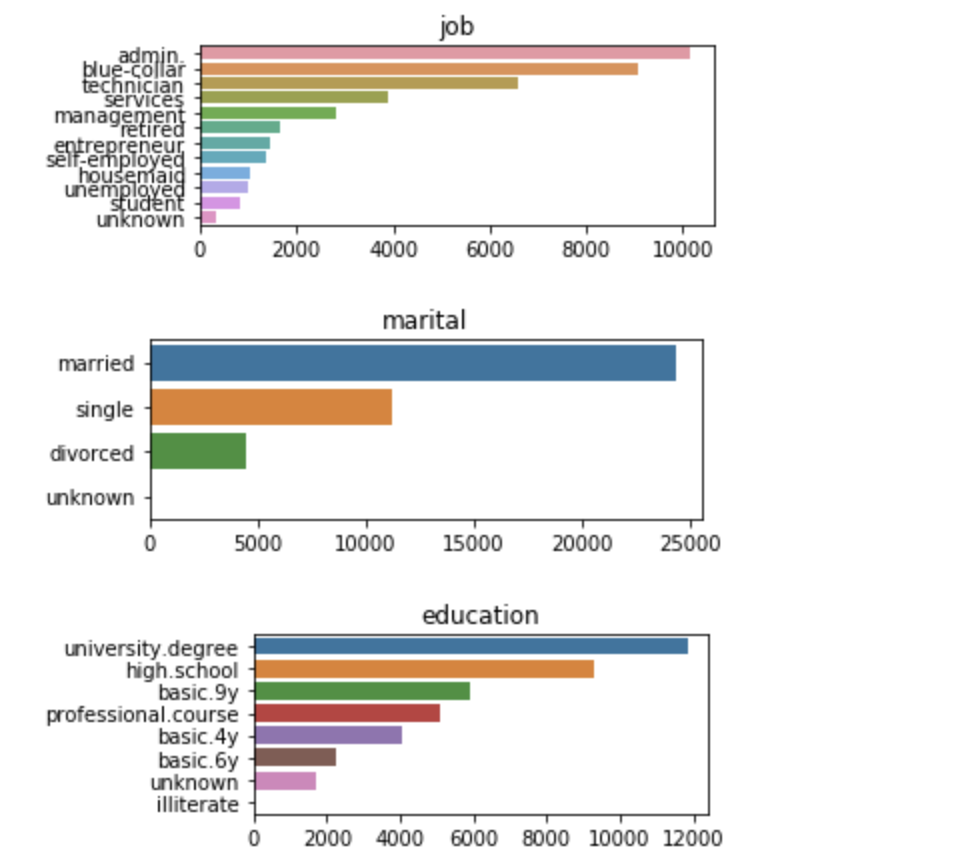 job
admin.
blue-collar
technician
services
management
retired
entrepreneur
self-employed
housemaid
unemployed
student
unknown
0 2000 4000 6000 8000 10000
marital
married
single
divorced
unknown
0 5000 10000 15000 20000 25000
education
university.degree
high.school
basic.9y
professional.course
basic.4y
basic.6y
unknown
illiterate
0 2000 4000 6000 8000 10000 12000